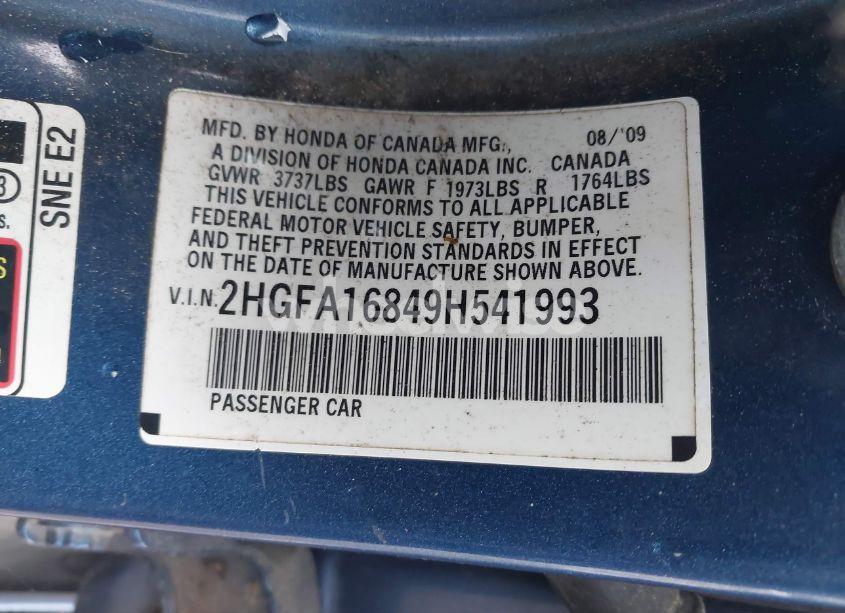 MFD. BY HONDA OF CANADA MFG., 08/'09
A DIVISION OF HONDA CANADA INC. CANADA
GVWR 3737LBS GAWR F 1973LBS R 1764LBS
THIS VEHICLE CONFORMS TO ALL APPLICABLE
FEDERAL MOTOR VEHICLE SAFETY, BUMPER,
AND THEFT PREVENTION STANDARDS IN EFFECT
ON THE DATE OF MANUFACTURE SHOWN ABOVE.
V.I.N. 2HGFA16849H541993
PASSENGER CAR
SNE E2